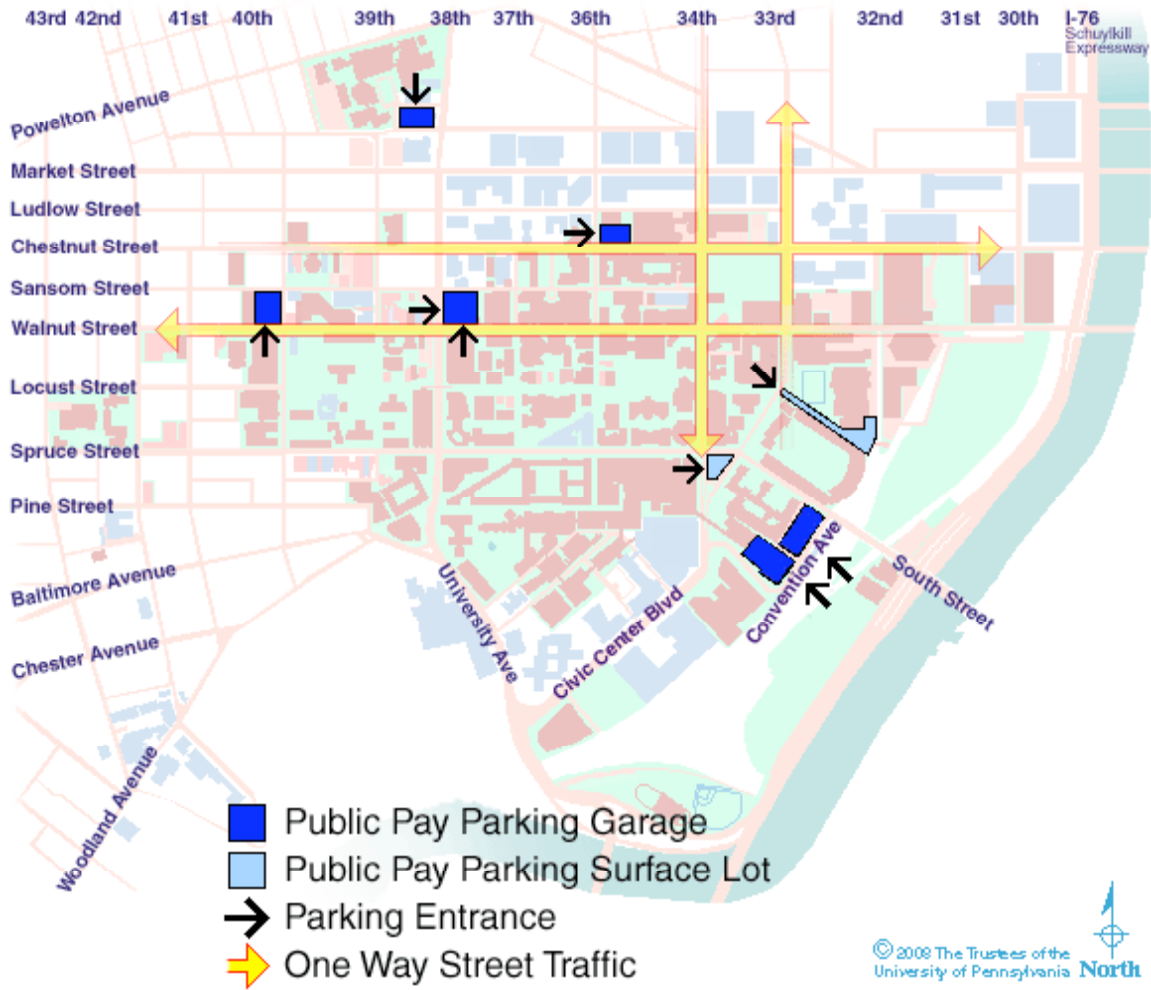 43rd 42nd 41st 40th 39th 38th 37th 36th 34th 33rd 32nd 31st 30th I-76
Schuylkill
Expressway
Powelton Avenue
Market Street
Ludlow Street
Chestnut Street
Sansom Street
Walnut Street
Locust Street
Spruce Street
Pine Street
Baltimore Avenue
Chester Avenue
Woodland Avenue
University Ave
Civic Center Blvd
Convention Ave
South Street
Public Pay Parking Garage
Public Pay Parking Surface Lot
Parking Entrance
One Way Street Traffic
© 2008 The Trustees of the
University of Pennsylvania
North